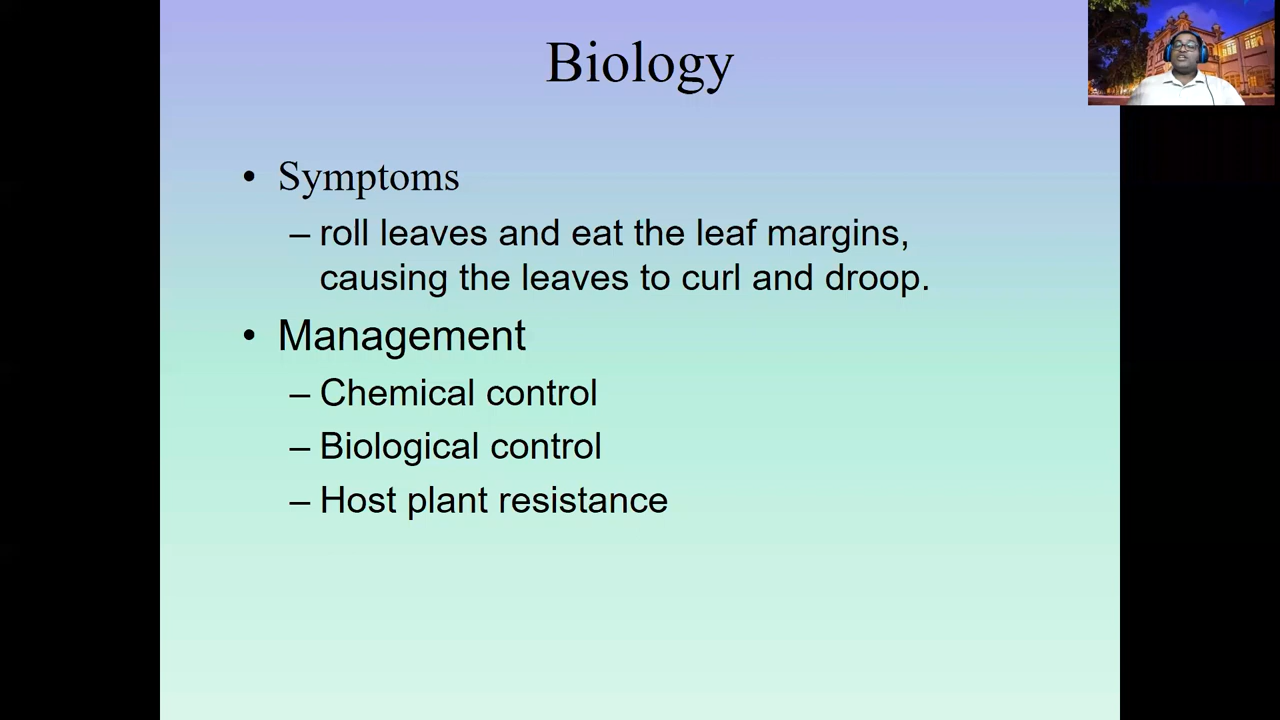 Biology
• Symptoms
– roll leaves and eat the leaf margins,
causing the leaves to curl and droop.
• Management
– Chemical control
– Biological control
– Host plant resistance